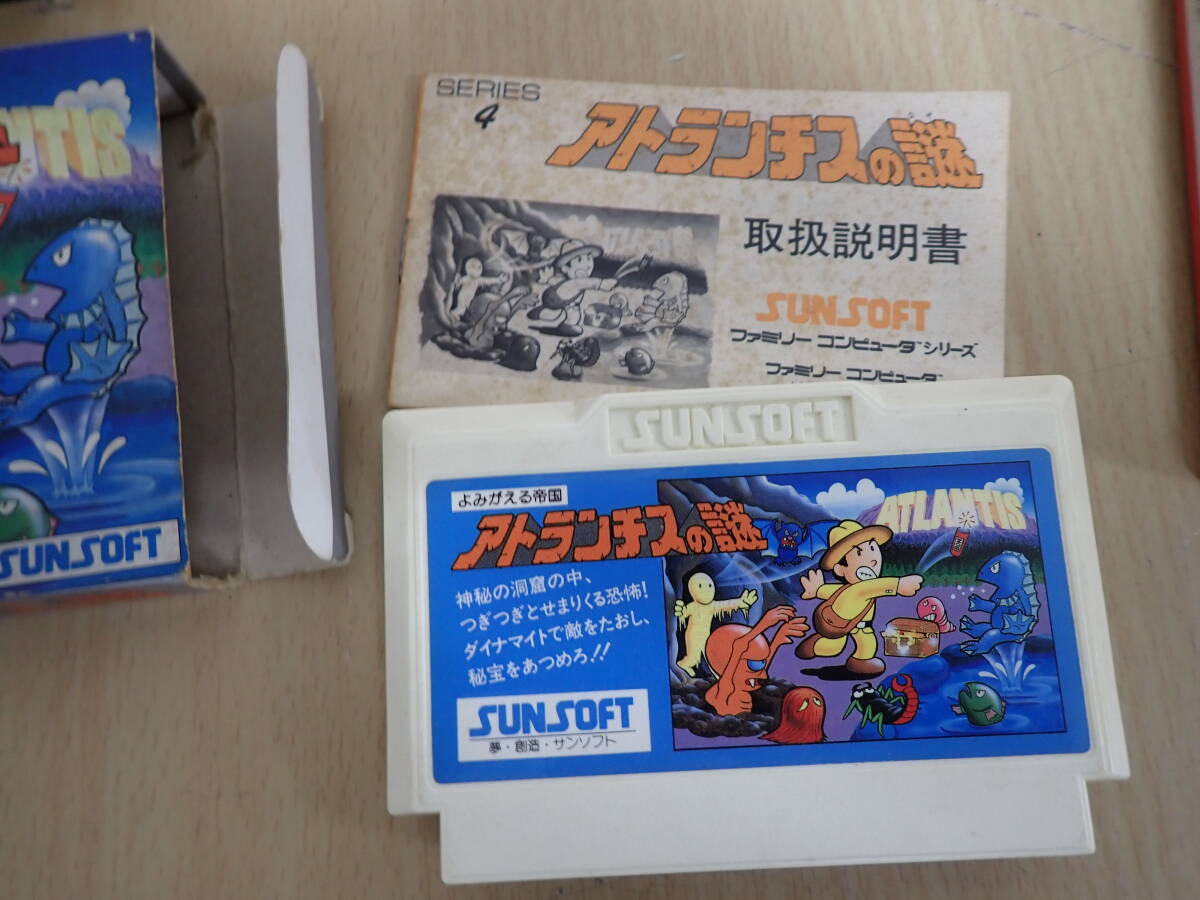 TIS
SUNSOFT
SERIES
4
アトランチスの謎
取扱説明書
SUNSOFT
ファミリー コンピュータ™シリーズ
ファミリー コンピュータ™
SUNSOFT
よみがえる帝国
アトランチスの謎
神秘の洞窟の中、
つぎつぎとせまりくる恐怖!
ダイナマイトで敵をたおし、
秘宝をあつめろ!!
SUNSOFT
夢・創造・サンソフト
ATLANTIS